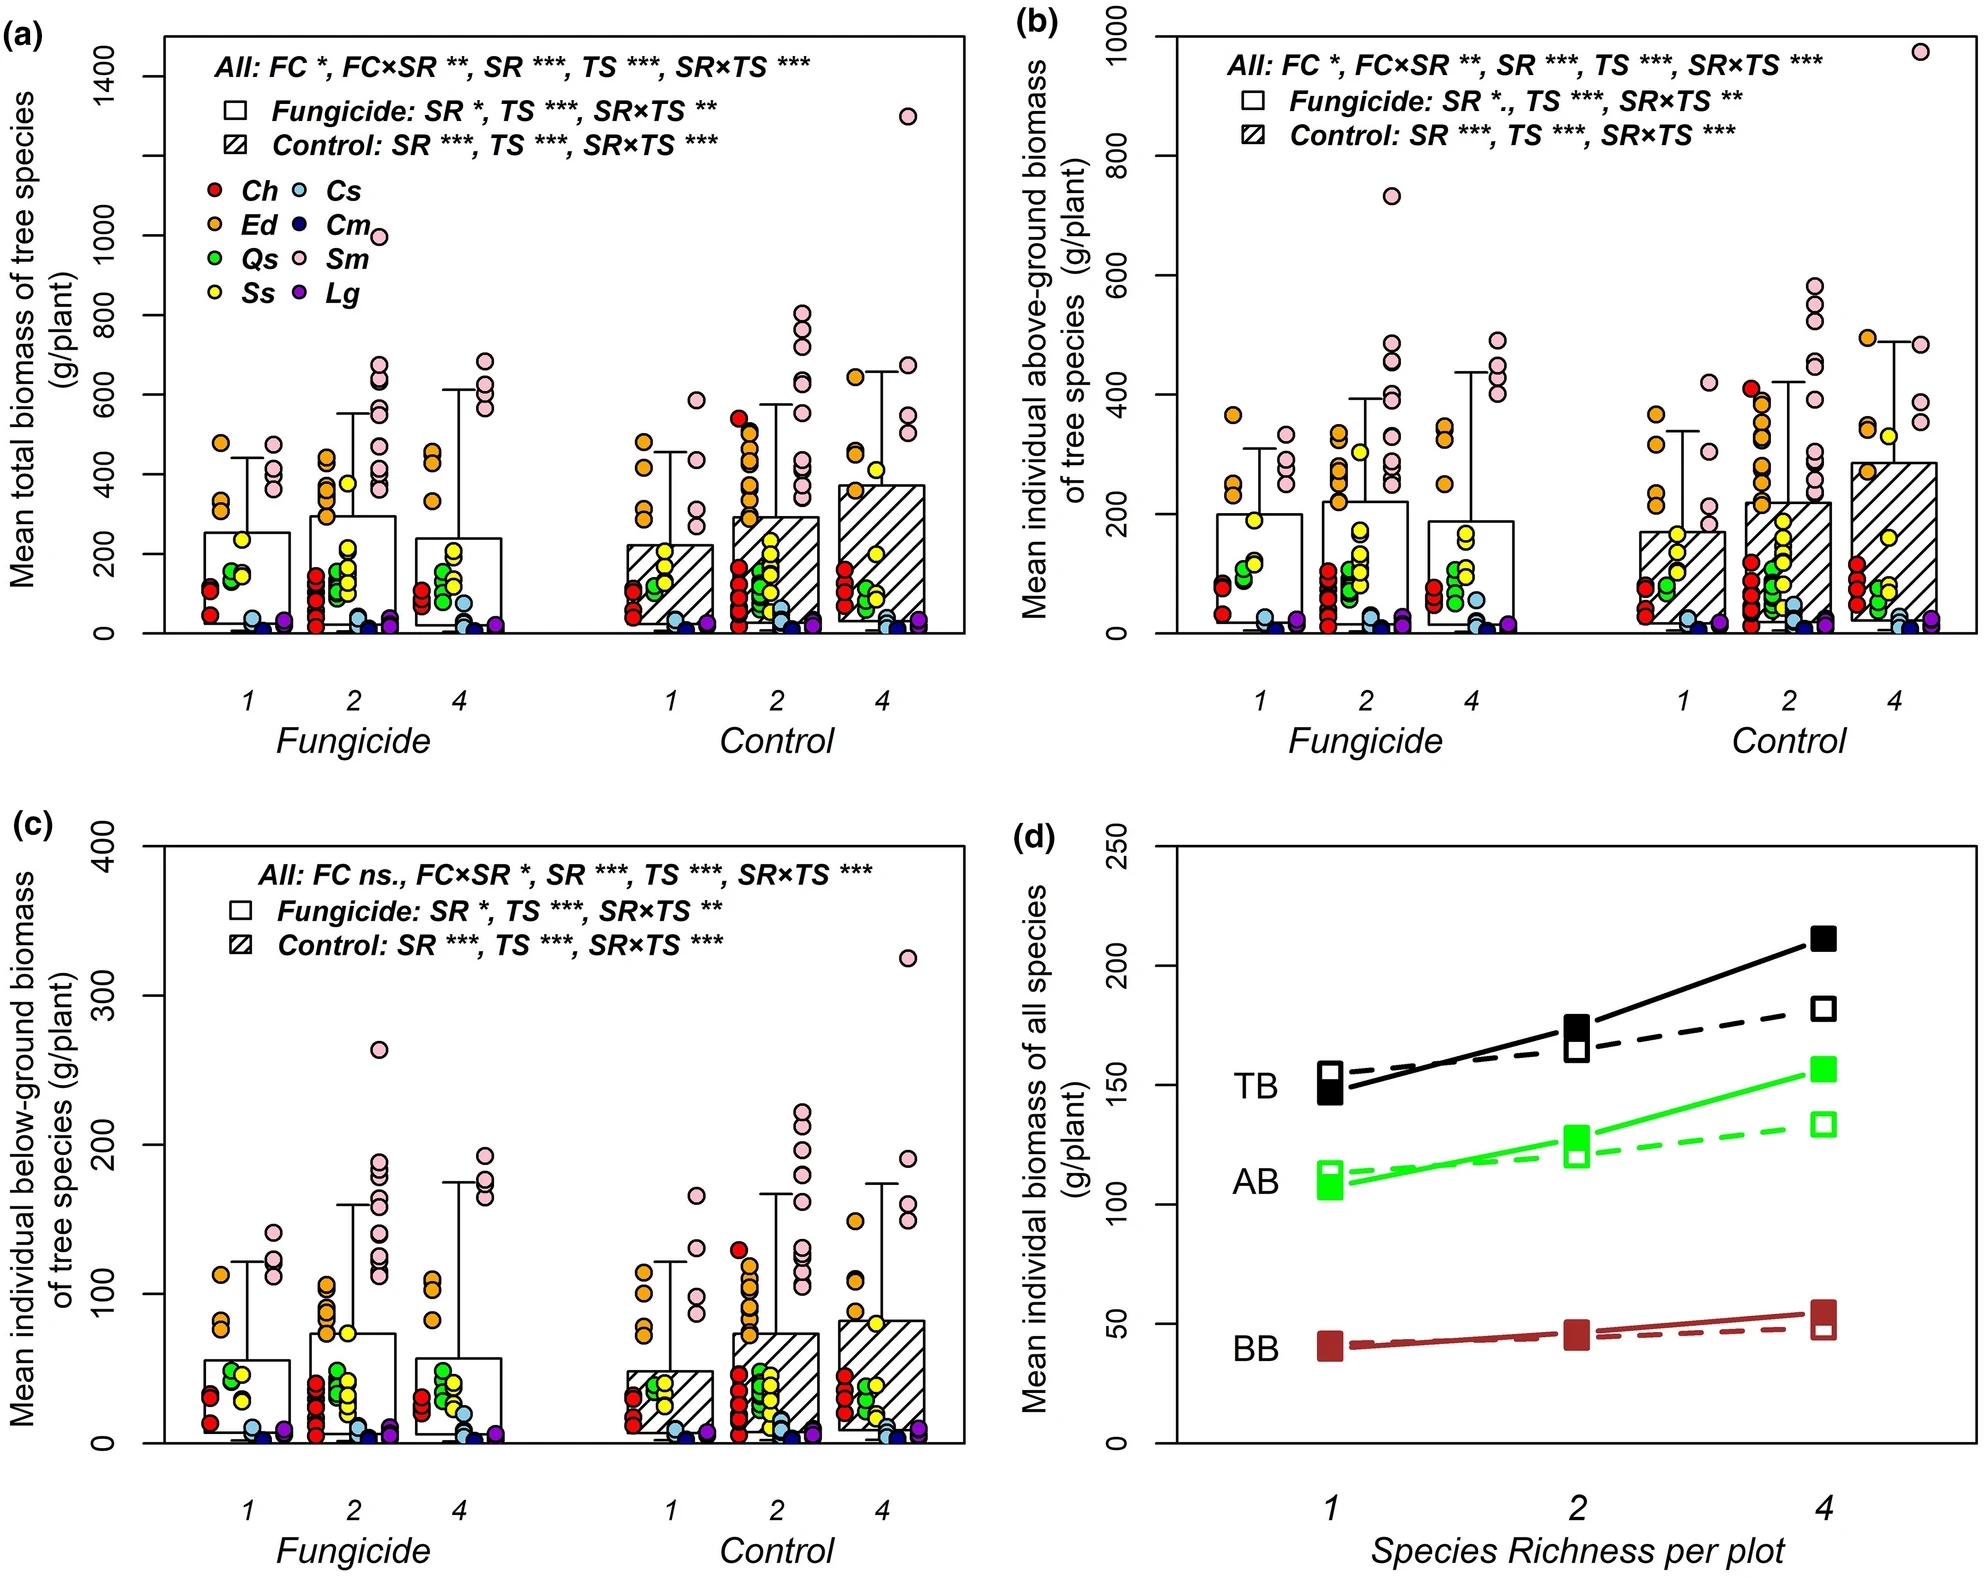 (a)
Mean total biomass of tree species
(g/plant)
0
200
400
600
800
1000
1400
All: FC *, FC×SR **, SR ***, TS ***, SR×TS ***
Fungicide: SR *, TS ***, SR×TS **
Control: SR ***, TS ***, SR×TS ***
Ch
Cs
Ed
Cm
Qs
Sm
Ss
Lg
1
2
4
1
2
4
Fungicide
Control
(b)
Mean individual above-ground biomass
of tree species (g/plant)
0
200
400
600
800
1000
All: FC *, FC×SR **, SR ***, TS ***, SR×TS ***
Fungicide: SR *., TS ***, SR×TS **
Control: SR ***, TS ***, SR×TS ***
1
2
4
1
2
4
Fungicide
Control
(c)
Mean individual below-ground biomass
of tree species (g/plant)
0
100
200
300
400
All: FC ns., FC×SR *, SR ***, TS ***, SR×TS ***
Fungicide: SR *, TS ***, SR×TS **
Control: SR ***, TS ***, SR×TS ***
1
2
4
1
2
4
Fungicide
Control
(d)
Mean individal biomass of all species
(g/plant)
0
50
100
150
200
250
TB
AB
BB
1
2
4
Species Richness per plot